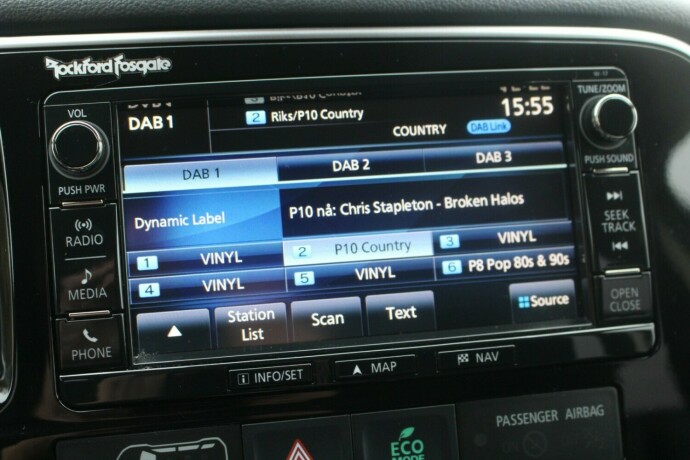 Rockford Fosgate
VOL
PUSH PWR
RADIO
MEDIA
PHONE
DAB 1
2 Riks/P10 Country
15:55
COUNTRY DAB Link
DAB 1 DAB 2 DAB 3
Dynamic Label
P10 nå: Chris Stapleton - Broken Halos
1 VINYL 2 P10 Country 3 VINYL
4 VINYL 5 VINYL 6 P8 Pop 80s & 90s
Station
List
Scan
Text
Source
TUNE/ZOOM
PUSH SOUND
SEEK
TRACK
OPEN
CLOSE
i INFO/SET
MAP
NAV
ECO
MODE
PASSENGER AIRBAG